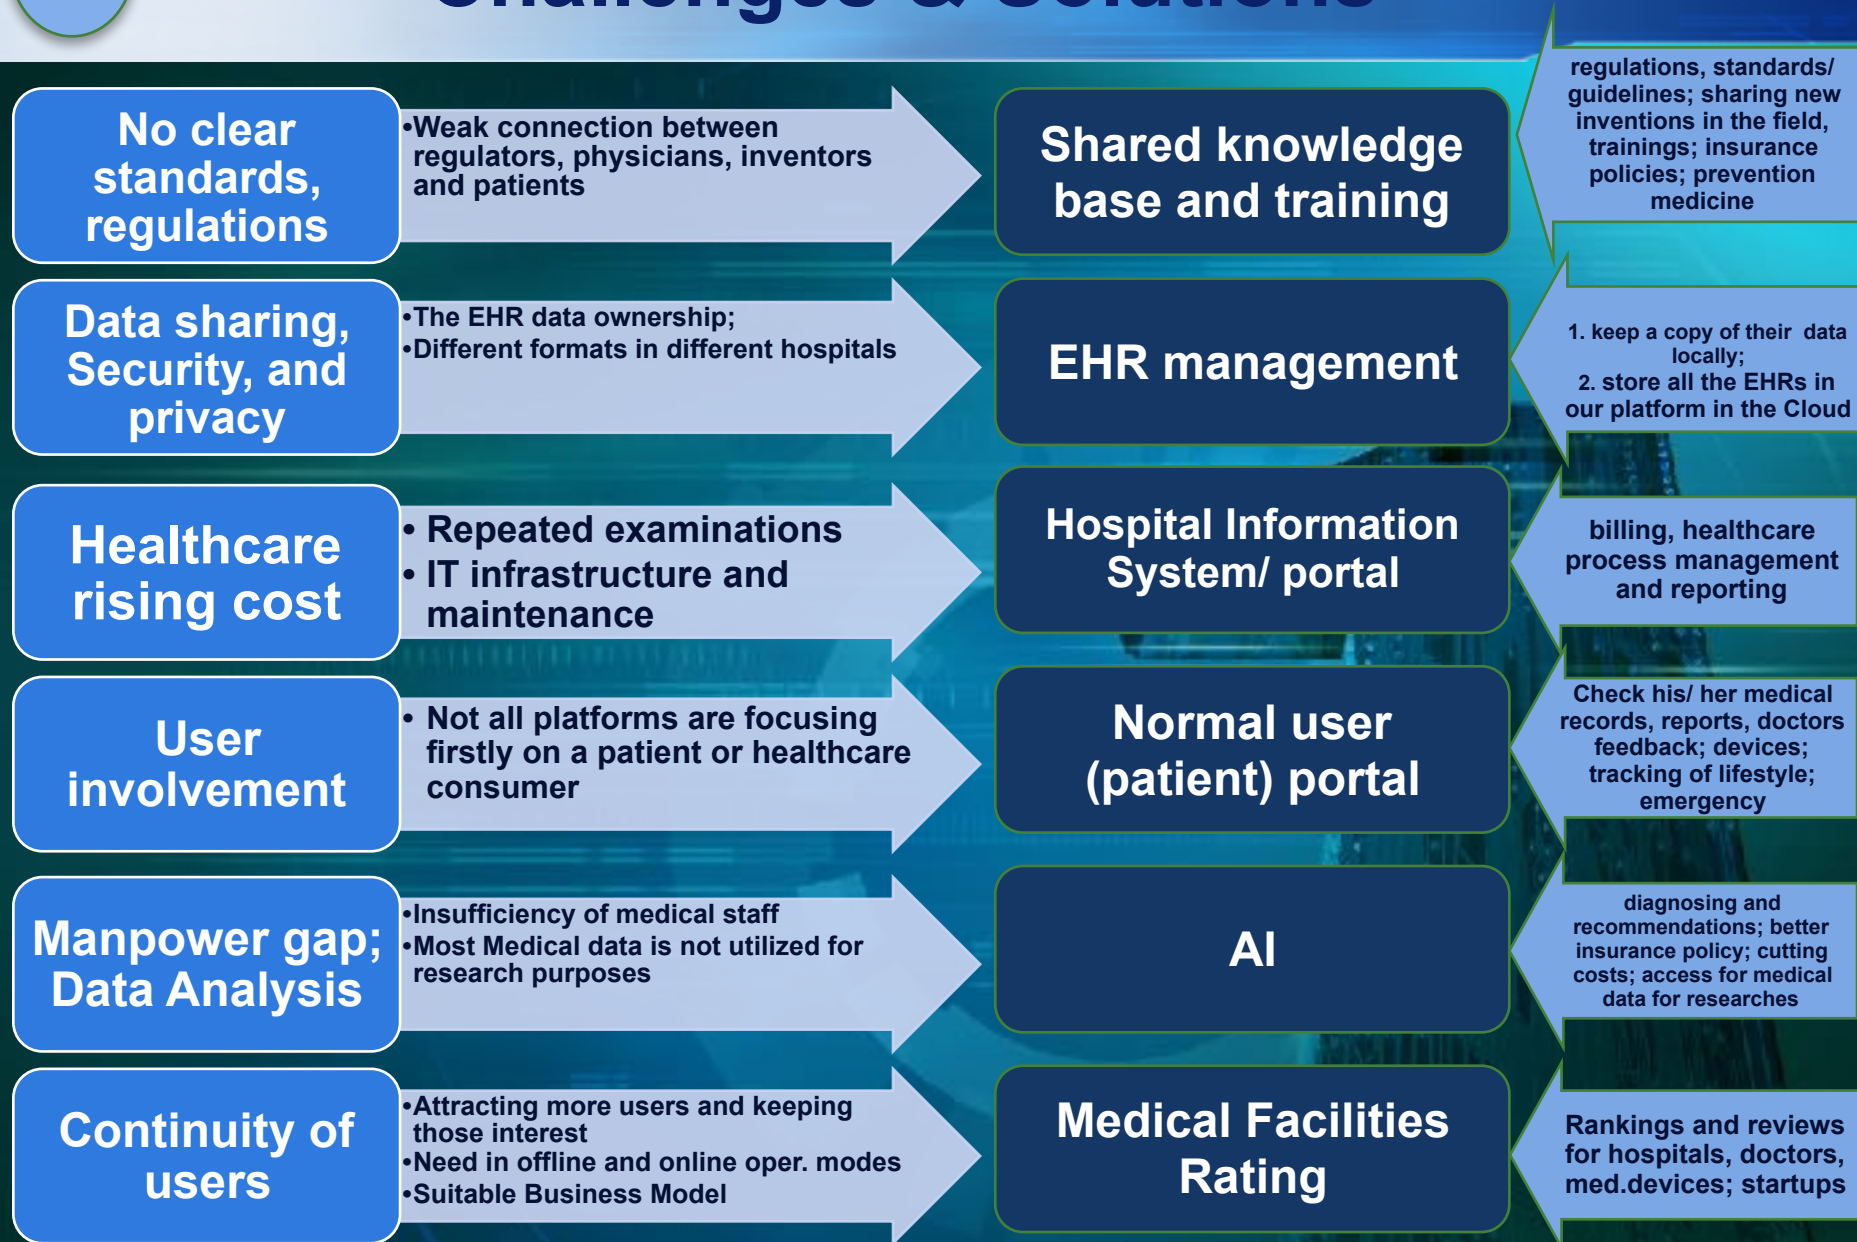 Challenges & Solutions
No clear
standards,
regulations
•Weak connection between
regulators, physicians, inventors
and patients
Shared knowledge
base and training
regulations, standards/
guidelines; sharing new
inventions in the field,
trainings; insurance
policies; prevention
medicine
Data sharing,
Security, and
privacy
•The EHR data ownership;
•Different formats in different hospitals
EHR management
1. keep a copy of their data
locally;
2. store all the EHRs in
our platform in the Cloud
Healthcare
rising cost
• Repeated examinations
• IT infrastructure and
maintenance
Hospital Information
System/ portal
billing, healthcare
process management
and reporting
User
involvement
• Not all platforms are focusing
firstly on a patient or healthcare
consumer
Normal user
(patient) portal
Check his/ her medical
records, reports, doctors
feedback; devices;
tracking of lifestyle;
emergency
Manpower gap;
Data Analysis
•Insufficiency of medical staff
•Most Medical data is not utilized for
research purposes
AI
diagnosing and
recommendations; better
insurance policy; cutting
costs; access for medical
data for researches
Continuity of
users
•Attracting more users and keeping
those interest
•Need in offline and online oper. modes
•Suitable Business Model
Medical Facilities
Rating
Rankings and reviews
for hospitals, doctors,
med.devices; startups